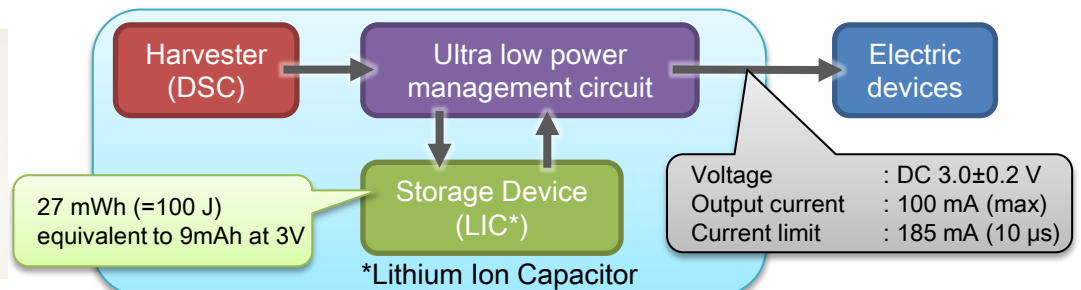 Harvester
(DSC)
Ultra low power
management circuit
Electric
devices
27 mWh (=100 J)
equivalent to 9mAh at 3V
Storage Device
(LIC*)
Voltage : DC 3.0±0.2 V
Output current : 100 mA (max)
Current limit : 185 mA (10 µs)
*Lithium Ion Capacitor